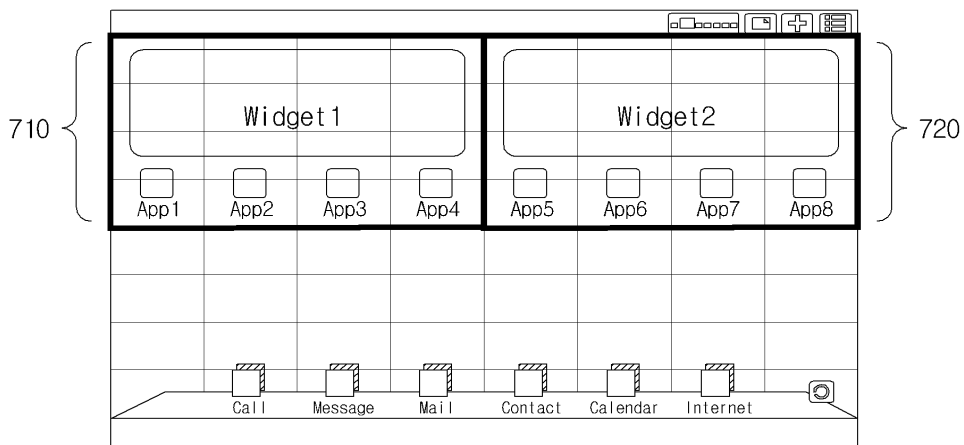 Widget1
Widget2
710
720
App1 App2 App3 App4 App5 App6 App7 App8
Call Message Mail Contact Calendar Internet